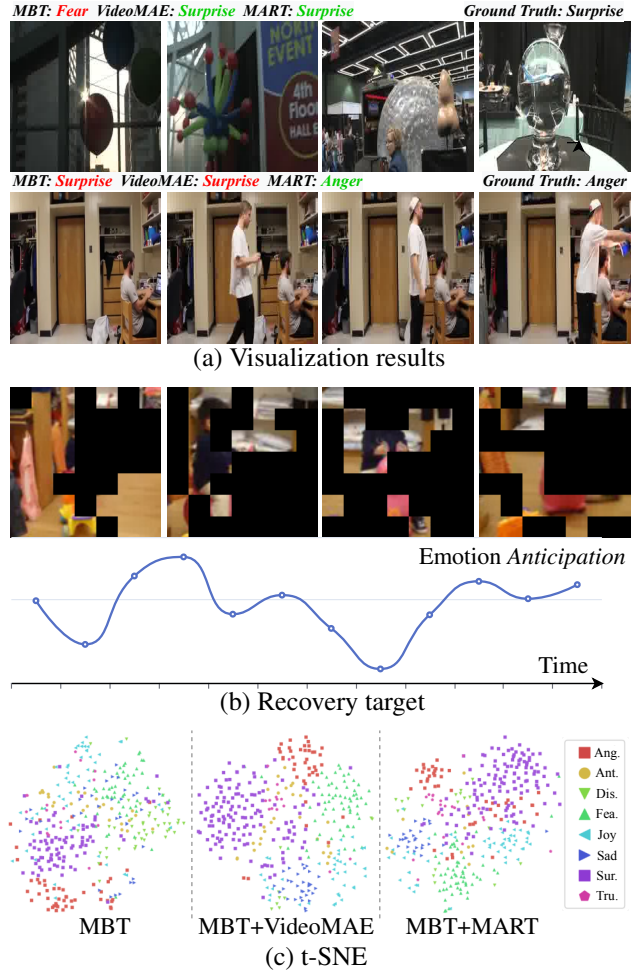 MBT: Fear VideoMAE: Surprise MART: Surprise Ground Truth: Surprise
NORTH
EVENT
4th
Floor
HALL E
MBT: Surprise VideoMAE: Surprise MART: Anger Ground Truth: Anger
(a) Visualization results
Emotion Anticipation
Time
(b) Recovery target
Ang.
Ant.
Dis.
Fea.
Joy
Sad
Sur.
Tru.
MBT MBT+VideoMAE MBT+MART
(c) t-SNE